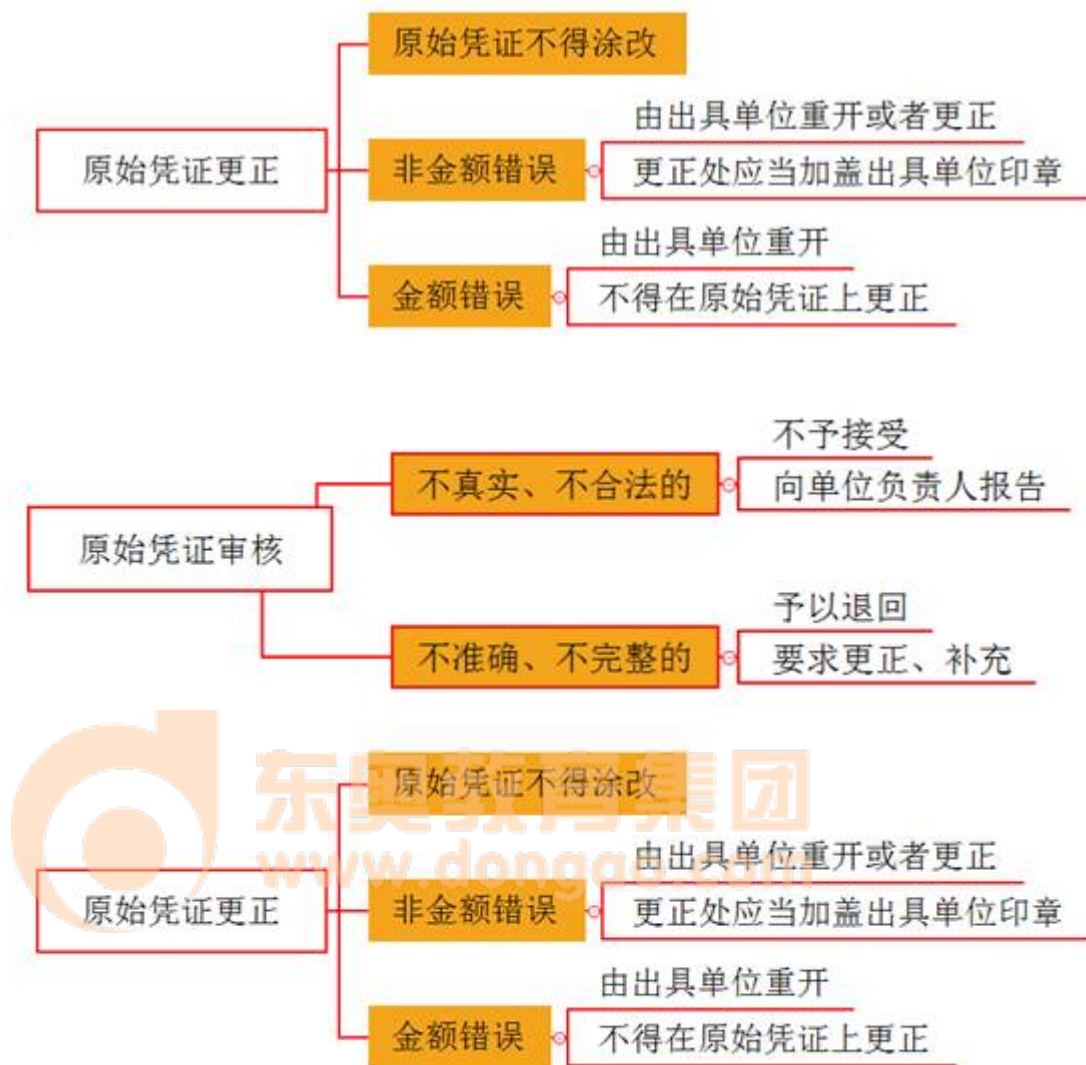 原始凭证不得涂改
由出具单位重开或者更正
原始凭证更正
非金额错误
更正处应当加盖出具单位印章
由出具单位重开
金额错误
不得在原始凭证上更正
不予接受
不真实、不合法的
向单位负责人报告
原始凭证审核
予以退回
不准确、不完整的
要求更正、补充
原始凭证不得涂改
东奥教育集团
www.dongao.com
由出具单位重开或者更正
原始凭证更正
非金额错误
更正处应当加盖出具单位印章
由出具单位重开
金额错误
不得在原始凭证上更正